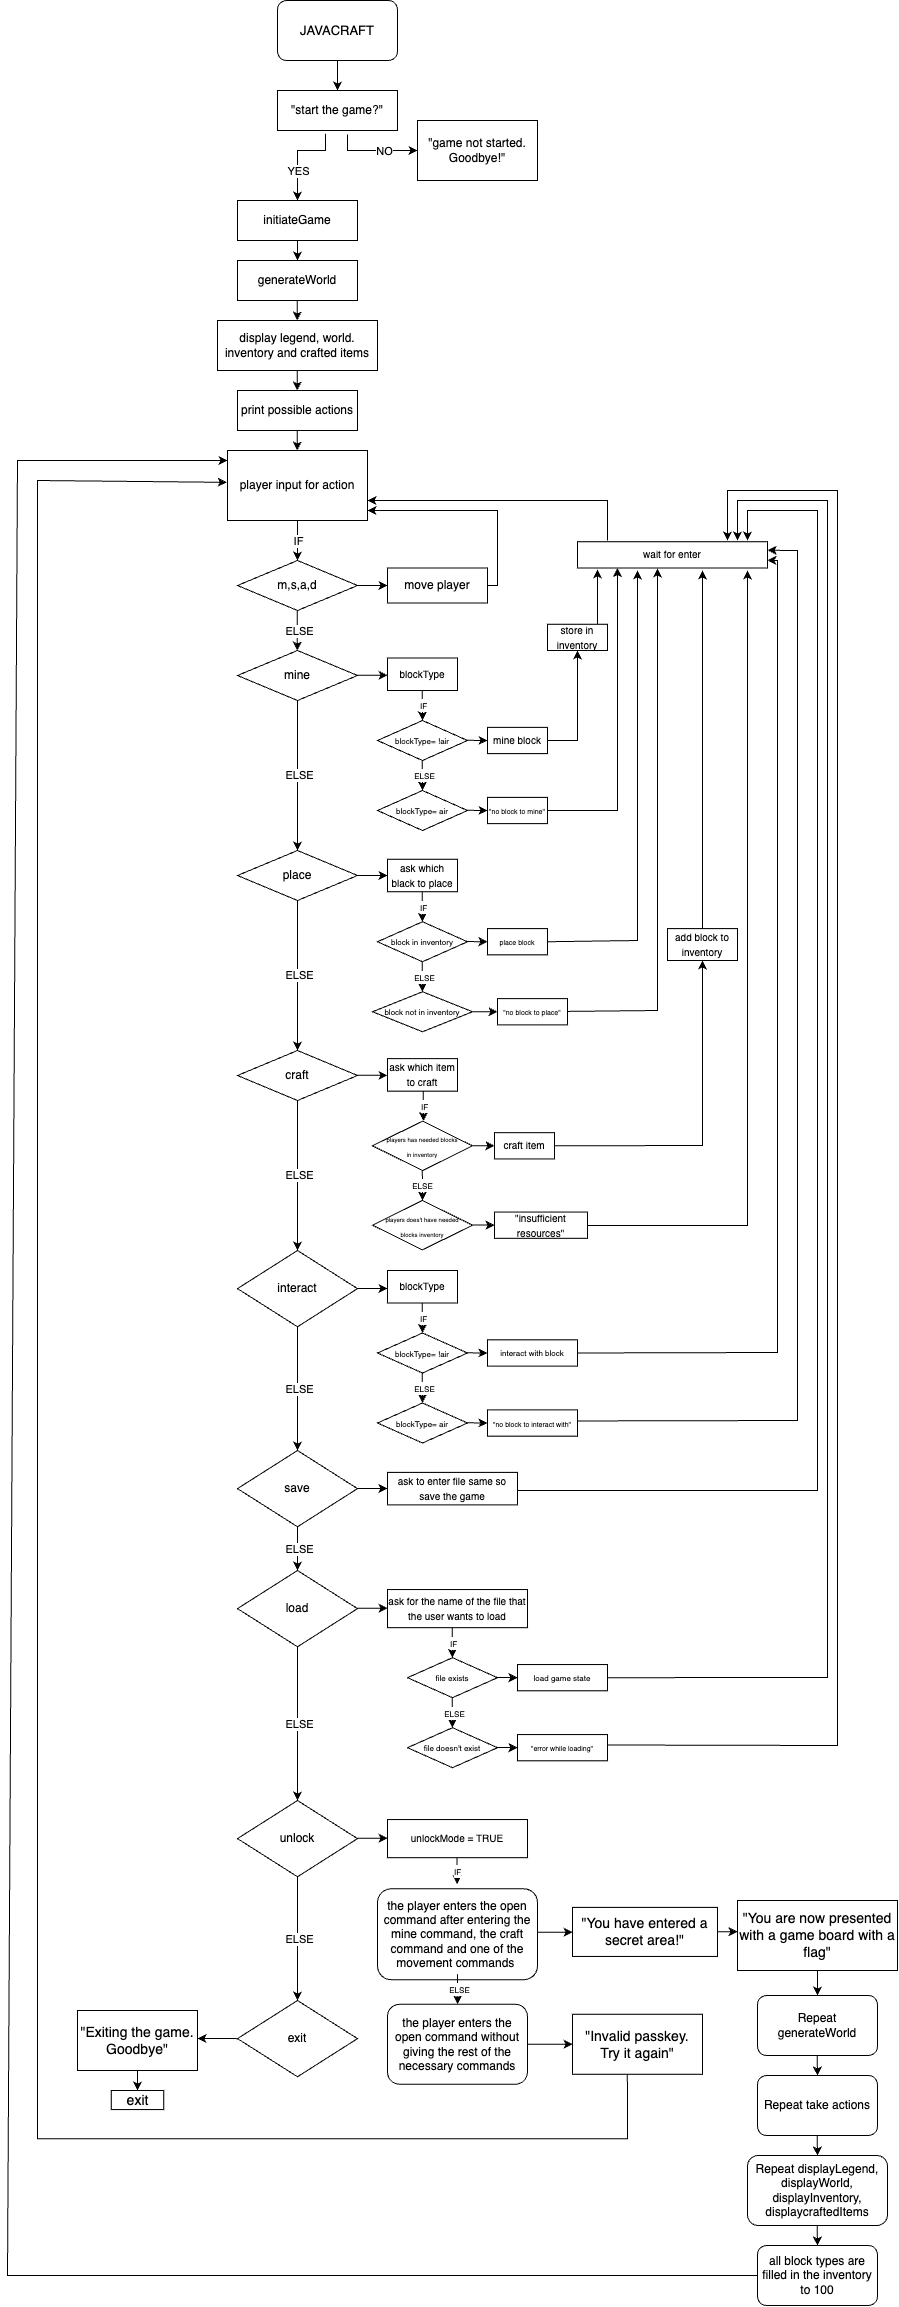 JAVACRAFT
"start the game?"
NO
"game not started.
Goodbye!"
YES
initiateGame
generateWorld
display legend, world.
inventory and crafted items
print possible actions
player input for action
IF
m,s,a,d
move player
wait for enter
ELSE
store in
inventory
mine
blockType
IF
blockType= !air
mine block
ELSE
ELSE
blockType= air
"no block to mine"
place
ask which
black to place
IF
block in inventory
place block
add block to
inventory
ELSE
ELSE
block not in inventory
"no block to place"
craft
ask which item
to craft
IF
players has needed blocks
in inventory
craft item
ELSE
ELSE
players does't have needed
blocks inventory
"insufficient
resources"
interact
blockType
IF
blockType= !air
interact with block
ELSE
ELSE
blockType= air
"no block to interact with"
save
ask to enter file same so
save the game
ELSE
load
ask for the name of the file that
the user wants to load
IF
file exists
load game state
ELSE
ELSE
file doesn't exist
"error while loading"
unlock
unlockMode = TRUE
IF
the player enters the open
command after entering the
mine command, the craft
command and one of the
movement commands
"You have entered a
secret area!"
"You are now presented
with a game board with a
flag"
ELSE
ELSE
the player enters the
open command without
giving the rest of the
necessary commands
"Invalid passkey.
Try it again"
Repeat
generateWorld
exit
"Exiting the game.
Goodbye"
exit
Repeat take actions
Repeat displayLegend,
displayWorld,
displayInventory,
displaycraftedItems
all block types are
filled in the inventory
to 100